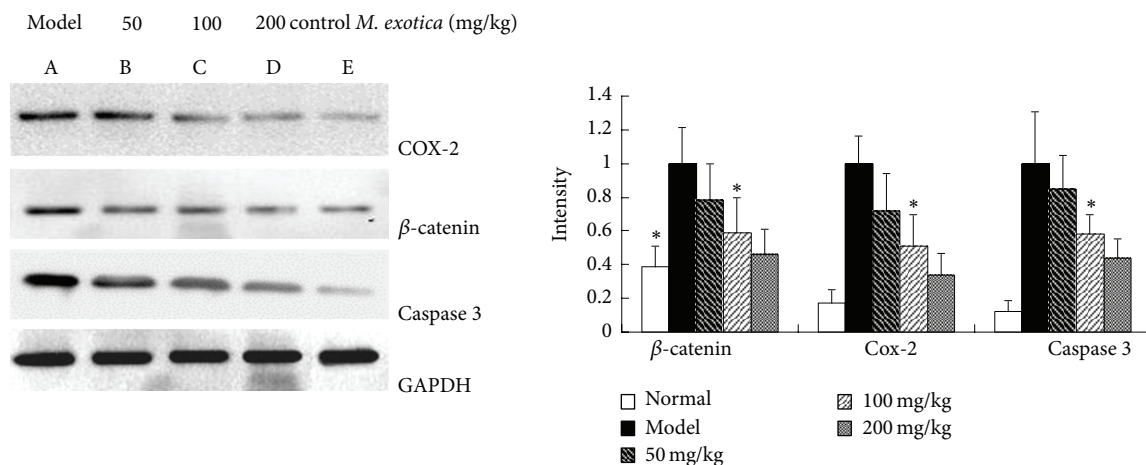 Model 50 100 200 control M. exotica (mg/kg)
A B C D E
COX-2
β-catenin
Caspase 3
GAPDH
1.4
1.2
1
0.8
0.6
0.4
0.2
0
Intensity
* * * *
β-catenin Cox-2 Caspase 3
Normal
Model
50 mg/kg
100 mg/kg
200 mg/kg